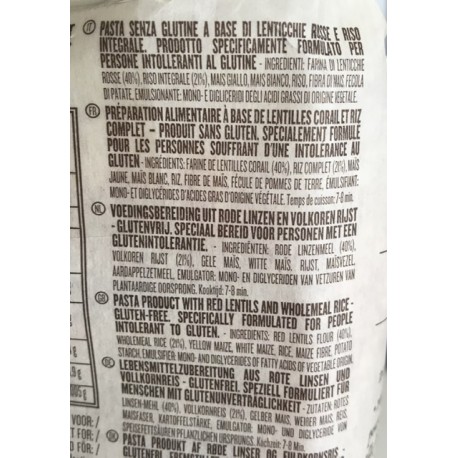 IT PASTA SENZA GLUTINE A BASE DI LENTICCHIE ROSSE E RISO
INTEGRALE. PRODOTTO SPECIFICAMENTE FORMULATO PER
PERSONE INTOLLERANTI AL GLUTINE - INGREDIENTI: FARINA DI LENTICCHIE
ROSSE (40%), RISO INTEGRALE (21%), MAIS GIALLO, MAIS BIANCO, RISO, FIBRA DI MAIS, FECOLA
DI PATATE, EMULSIONANTE: MONO- E DIGLICERIDI DEGLI ACIDI GRASSI DI ORIGINE VEGETALE.
FR PRÉPARATION ALIMENTAIRE À BASE DE LENTILLES CORAIL ET RIZ
COMPLET – PRODUIT SANS GLUTEN, SPÉCIALEMENT FORMULÉ
POUR LES PERSONNES SOUFFRANT D'UNE INTOLÉRANCE AU
GLUTEN - INGRÉDIENTS: FARINE DE LENTILLES CORAIL (40%), RIZ COMPLET (21%), MAÏS
JAUNE, MAÏS BLANC, RIZ, FIBRE DE MAÏS, FÉCULE DE POMMES DE TERRE, ÉMULSIFIANT:
MONO-ET DIGLYCÉRIDES D'ACIDES GRAS D'ORIGINE VÉGÉTALE. Temps de cuisson: 7-8 min.
NL VOEDINGSBEREIDING UIT RODE LINZEN EN VOLKOREN RIJST
- GLUTENVRIJ. SPECIAAL BEREID VOOR PERSONEN MET EEN
GLUTENINTOLERANTIE. - INGREDIËNTEN: RODE LINZENMEEL (40%),
VOLKOREN RIJST (21%), GELE MAÏS, WITTE MAÏS, RIJST, MAÏSVEZEL,
AARDAPPELZETMEEL, EMULGATOR: MONO- EN DIGLYCERIDEN VAN VETZUREN VAN
PLANTAARDIGE OORSPRONG. Kooktijd: 7-8 min.
GB PASTA PRODUCT WITH RED LENTILS AND WHOLEMEAL RICE -
GLUTEN-FREE. SPECIFICALLY FORMULATED FOR PEOPLE
INTOLERANT TO GLUTEN. - INGREDIENTS: RED LENTILS FLOUR (40%),
WHOLEMEAL RICE (21%), YELLOW MAIZE, WHITE MAIZE, RICE, MAIZE FIBRE, POTATO
STARCH, EMULSIFIER: MONO- AND DIGLYCERIDES OF FATTY ACIDS OF VEGETABLE ORIGIN.
DE LEBENSMITTELZUBEREITUNG AUS ROTE LINSEN UND
VOLLKORNREIS - GLUTENFREI. SPEZIELL FORMULIERT FÜR
MENSCHEN MIT GLUTENUNVERTRÄGLICHKEIT - ZUTATEN: ROTES
LINSEN-MEHL (40%), VOLLKORNREIS (21%), GELBER MAIS, WEIßER MAIS, REIS,
MAISFASER, KARTOFFELSTÄRKE, EMULGATOR: MONO- UND DIGLYCERIDE VON
SPEISEFETTSÄUREN PFLANZLICHEN URSPRUNGS. Kochzeit: 7-8 Min.
DK PASTA PRODUKT AF RØDE LINSER OG FULDKORNSRIS -